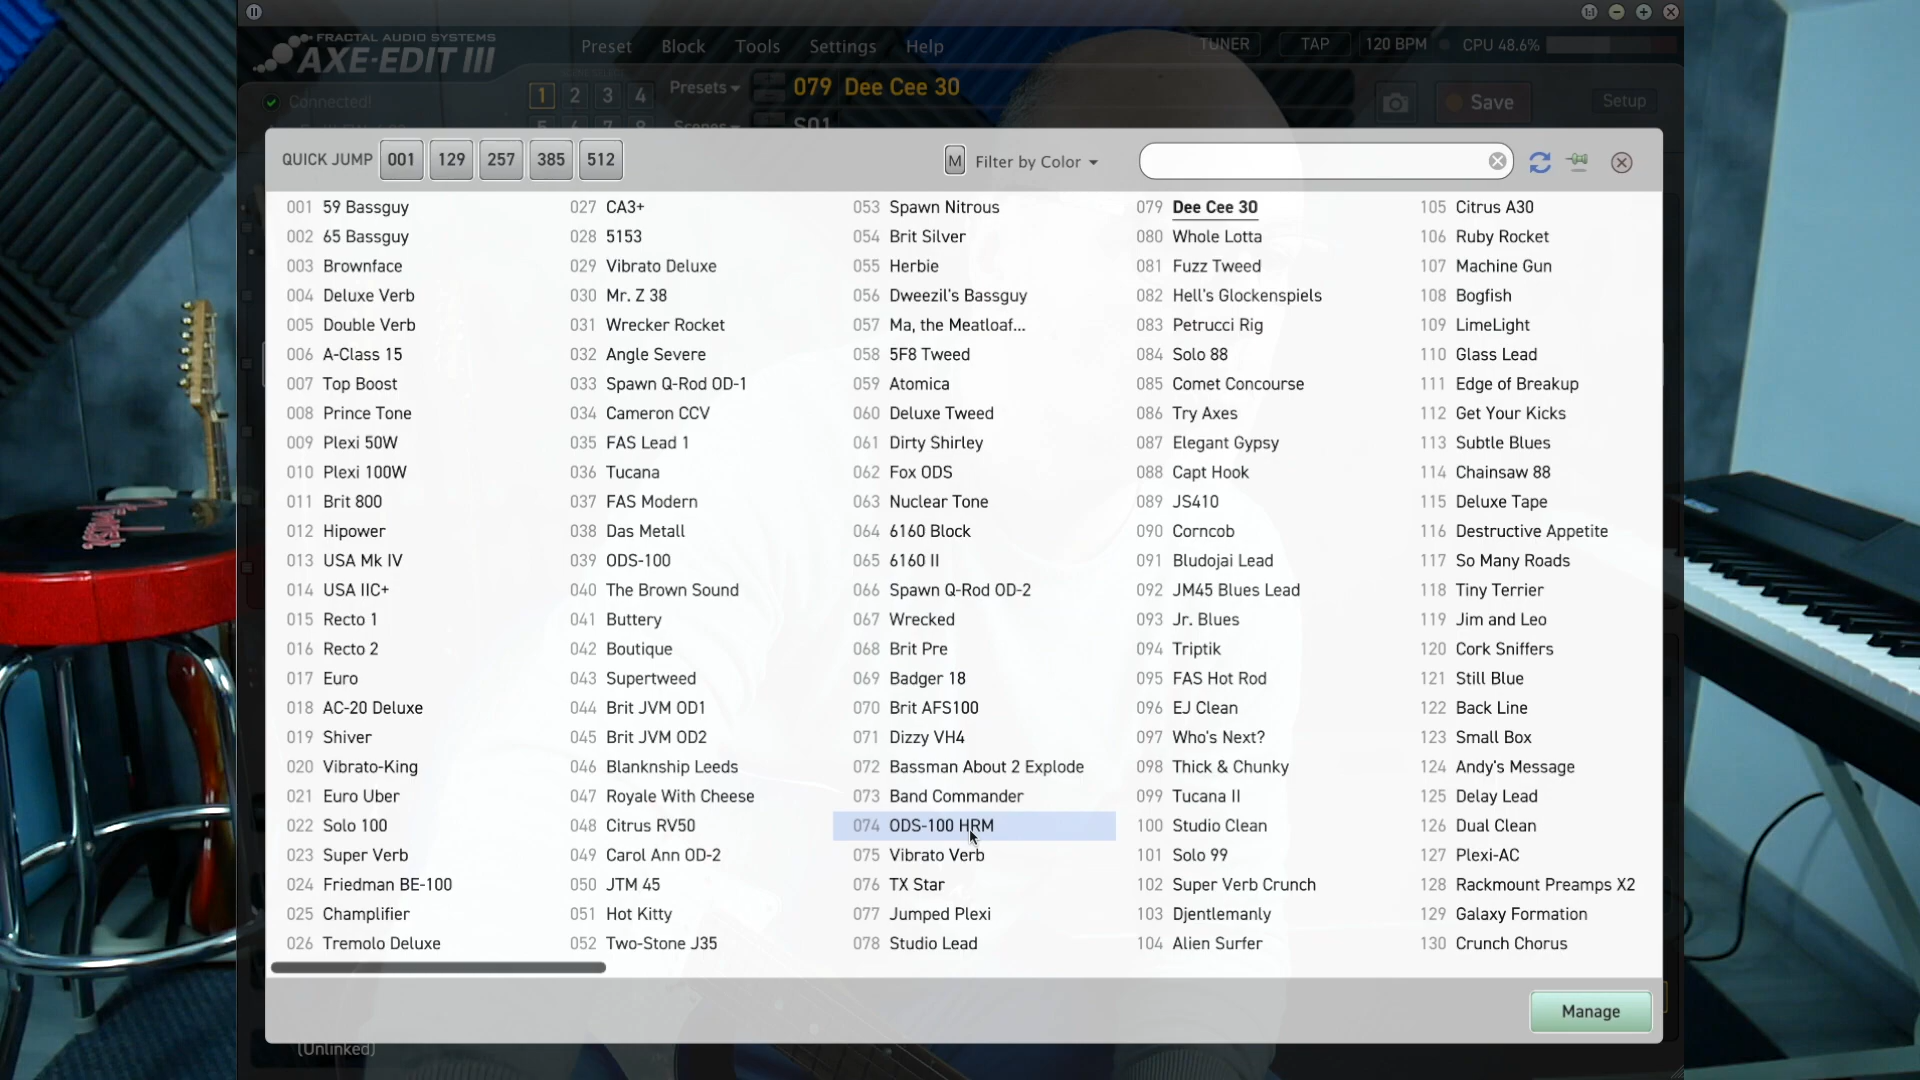 FRACTAL AUDIO SYSTEMS
AXE-EDIT III
Preset Block Tools Settings Help
TUNER TAP 120 BPM CPU 48.6%
Connected!
1 2 3 4
Presets
079 Dee Cee 30
Save
Setup
5 6 7 8
Scenes
S01
QUICK JUMP 001 129 257 385 512
M Filter by Color
001 59 Bassguy
002 65 Bassguy
003 Brownface
004 Deluxe Verb
005 Double Verb
006 A-Class 15
007 Top Boost
008 Prince Tone
009 Plexi 50W
010 Plexi 100W
011 Brit 800
012 Hipower
013 USA Mk IV
014 USA IIC+
015 Recto 1
016 Recto 2
017 Euro
018 AC-20 Deluxe
019 Shiver
020 Vibrato-King
021 Euro Uber
022 Solo 100
023 Super Verb
024 Friedman BE-100
025 Champlifier
026 Tremolo Deluxe
027 CA3+
028 5153
029 Vibrato Deluxe
030 Mr. Z 38
031 Wrecker Rocket
032 Angle Severe
033 Spawn Q-Rod OD-1
034 Cameron CCV
035 FAS Lead 1
036 Tucana
037 FAS Modern
038 Das Metall
039 ODS-100
040 The Brown Sound
041 Buttery
042 Boutique
043 Supertweed
044 Brit JVM OD1
045 Brit JVM OD2
046 Blanknship Leeds
047 Royale With Cheese
048 Citrus RV50
049 Carol Ann OD-2
050 JTM 45
051 Hot Kitty
052 Two-Stone J35
053 Spawn Nitrous
054 Brit Silver
055 Herbie
056 Dweezil's Bassguy
057 Ma, the Meatloaf...
058 5F8 Tweed
059 Atomica
060 Deluxe Tweed
061 Dirty Shirley
062 Fox ODS
063 Nuclear Tone
064 6160 Block
065 6160 II
066 Spawn Q-Rod OD-2
067 Wrecked
068 Brit Pre
069 Badger 18
070 Brit AFS100
071 Dizzy VH4
072 Bassman About 2 Explode
073 Band Commander
074 ODS-100 HRM
075 Vibrato Verb
076 TX Star
077 Jumped Plexi
078 Studio Lead
079 Dee Cee 30
080 Whole Lotta
081 Fuzz Tweed
082 Hell's Glockenspiels
083 Petrucci Rig
084 Solo 88
085 Comet Concourse
086 Try Axes
087 Elegant Gypsy
088 Capt Hook
089 JS410
090 Corncob
091 Bludojai Lead
092 JM45 Blues Lead
093 Jr. Blues
094 Triptik
095 FAS Hot Rod
096 EJ Clean
097 Who's Next?
098 Thick & Chunky
099 Tucana II
100 Studio Clean
101 Solo 99
102 Super Verb Crunch
103 Djentlemanly
104 Alien Surfer
105 Citrus A30
106 Ruby Rocket
107 Machine Gun
108 Bogfish
109 LimeLight
110 Glass Lead
111 Edge of Breakup
112 Get Your Kicks
113 Subtle Blues
114 Chainsaw 88
115 Deluxe Tape
116 Destructive Appetite
117 So Many Roads
118 Tiny Terrier
119 Jim and Leo
120 Cork Sniffers
121 Still Blue
122 Back Line
123 Small Box
124 Andy's Message
125 Delay Lead
126 Dual Clean
127 Plexi-AC
128 Rackmount Preamps X2
129 Galaxy Formation
130 Crunch Chorus
Manage
(Unlinked)